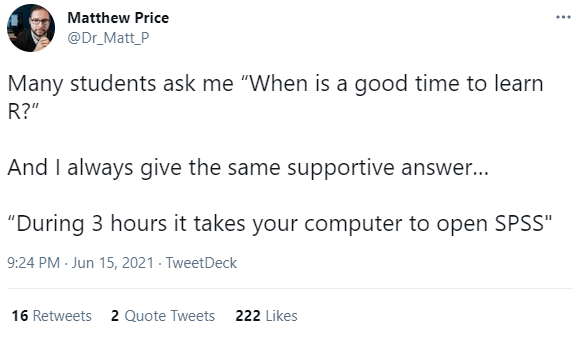 Matthew Price
@Dr_Matt_P
Many students ask me “When is a good time to learn
R?”
And I always give the same supportive answer...
“During 3 hours it takes your computer to open SPSS"
9:24 PM · Jun 15, 2021 · TweetDeck
16 Retweets 2 Quote Tweets 222 Likes